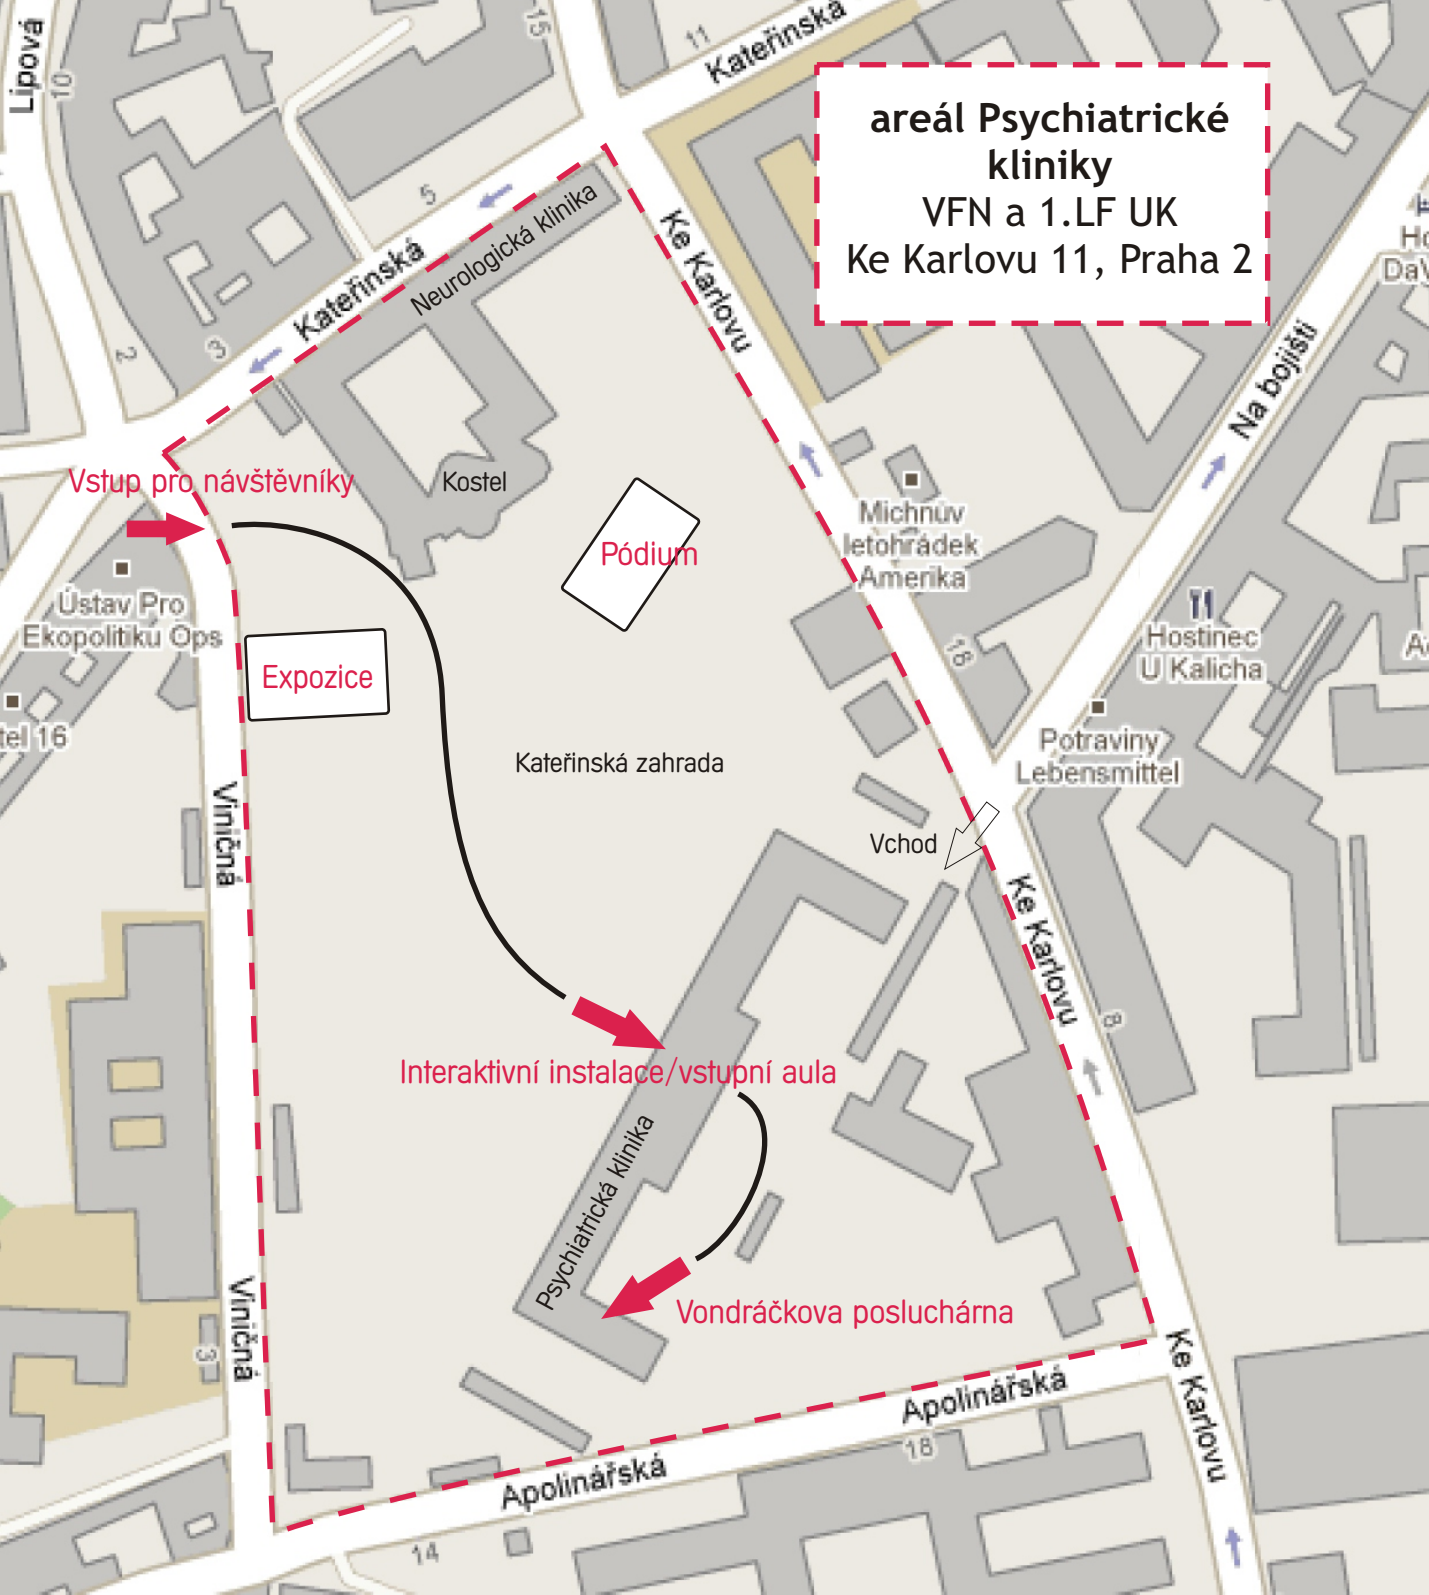 Lipová
10
15
11
Kateřinská
areál Psychiatrické
kliniky
VFN a 1.LF UK
Ke Karlovu 11, Praha 2
5
Neurologická klinika
Kateřinská
Ke Karlovu
3
2
Na bojišti
Vstup pro návštěvníky
Kostel
Michnův
letohrádek
Amerika
Pódium
Ústav Pro
Ekopolitiku Ops
Hostinec
U Kalicha
18
Expozice
tel 16
Potraviny
Lebensmittel
Kateřinská zahrada
Viničná
Vchod
Ke Karlovu
8
Interaktivní instalace/vstupní aula
Psychiatrická klinika
Vondráčkova posluchárna
Viničná
3
Ke Karlovu
Apolinářská
18
Apolinářská
14